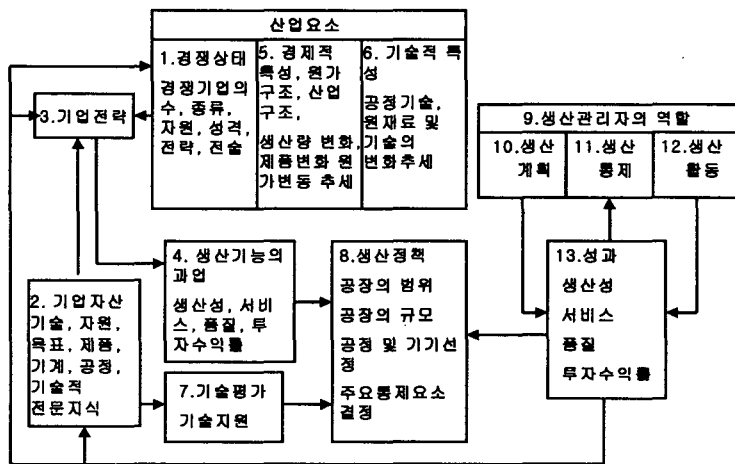 산업요소
1.경쟁상태
경쟁기업의
수, 종류,
자원, 성격,
전략, 전술
5. 경제적
특성, 원가
구조, 산업
구조,
생산량 변화,
제품변화 원
가변동 추세
6. 기술적 특
성
공정기술,
원재료 및
기술의
변화추세
3.기업전략
9.생산관리자의 역할
10.생산
계획
11.생산
통제
12.생산
활동
4. 생산기능의
과업
생산성, 서비
스, 품질, 투
자수익률
8.생산정책
공장의 범위
공장의 규모
공정 및 기기선
정
주요통제요소
결정
13.성과
생산성
서비스
품질
투자수익률
2. 기업자산
기술, 자원,
목표, 제품,
기계, 공정,
기술적
전문지식
7.기술평가
기술지원